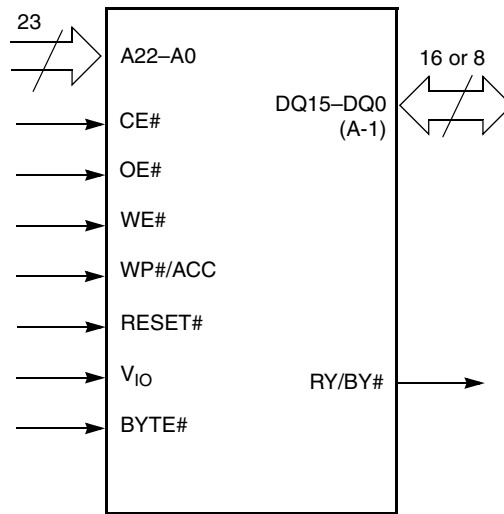 23
A22–A0
16 or 8
DQ15–DQ0
(A-1)
CE#
OE#
WE#
WP#/ACC
RESET#
VIO
RY/BY#
BYTE#